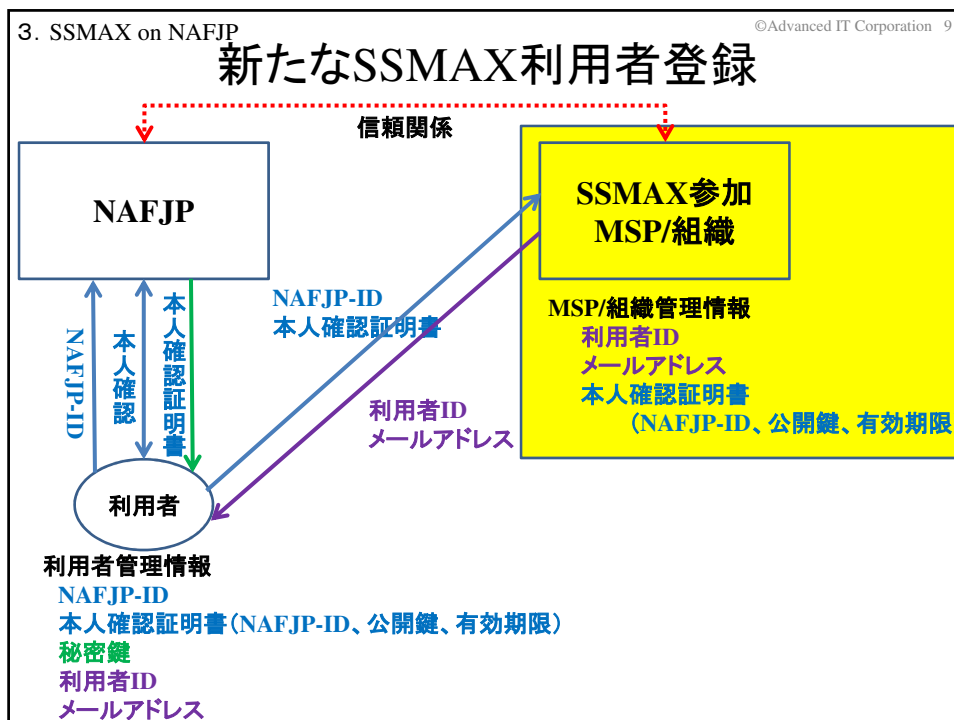 3. SSMAX on NAFJP
©Advanced IT Corporation 9
新たなSSMAX利用者登録
信頼関係
NAFJP
SSMAX参加
MSP/組織
NAFJP-ID
本人確認
本人確認証明書
NAFJP-ID
本人確認証明書
利用者ID
メールアドレス
MSP/組織管理情報
利用者ID
メールアドレス
本人確認証明書
(NAFJP-ID、公開鍵、有効期限
利用者
利用者管理情報
NAFJP-ID
本人確認証明書(NAFJP-ID、公開鍵、有効期限)
秘密鍵
利用者ID
メールアドレス